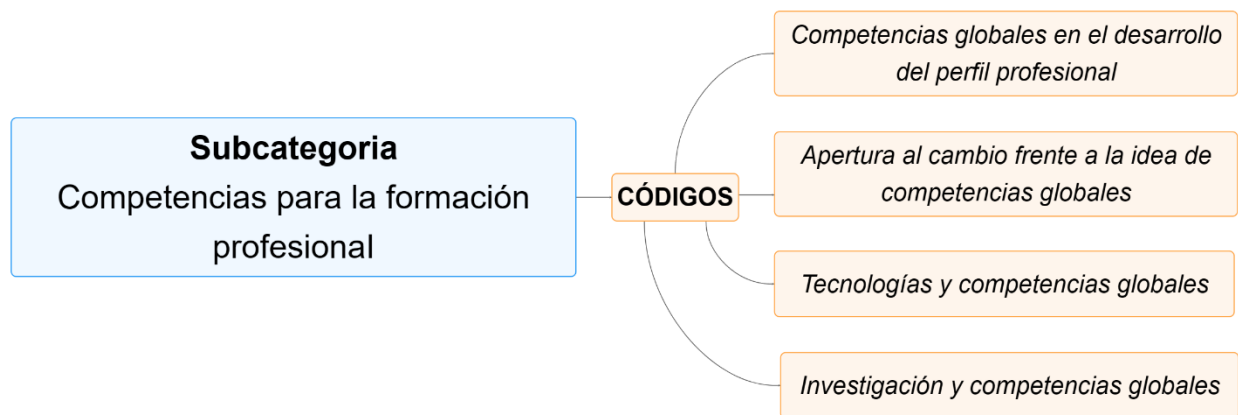 Subcategoria
Competencias para la formación
profesional
CÓDIGOS
Competencias globales en el desarrollo
del perfil profesional
Apertura al cambio frente a la idea de
competencias globales
Tecnologías y competencias globales
Investigación y competencias globales